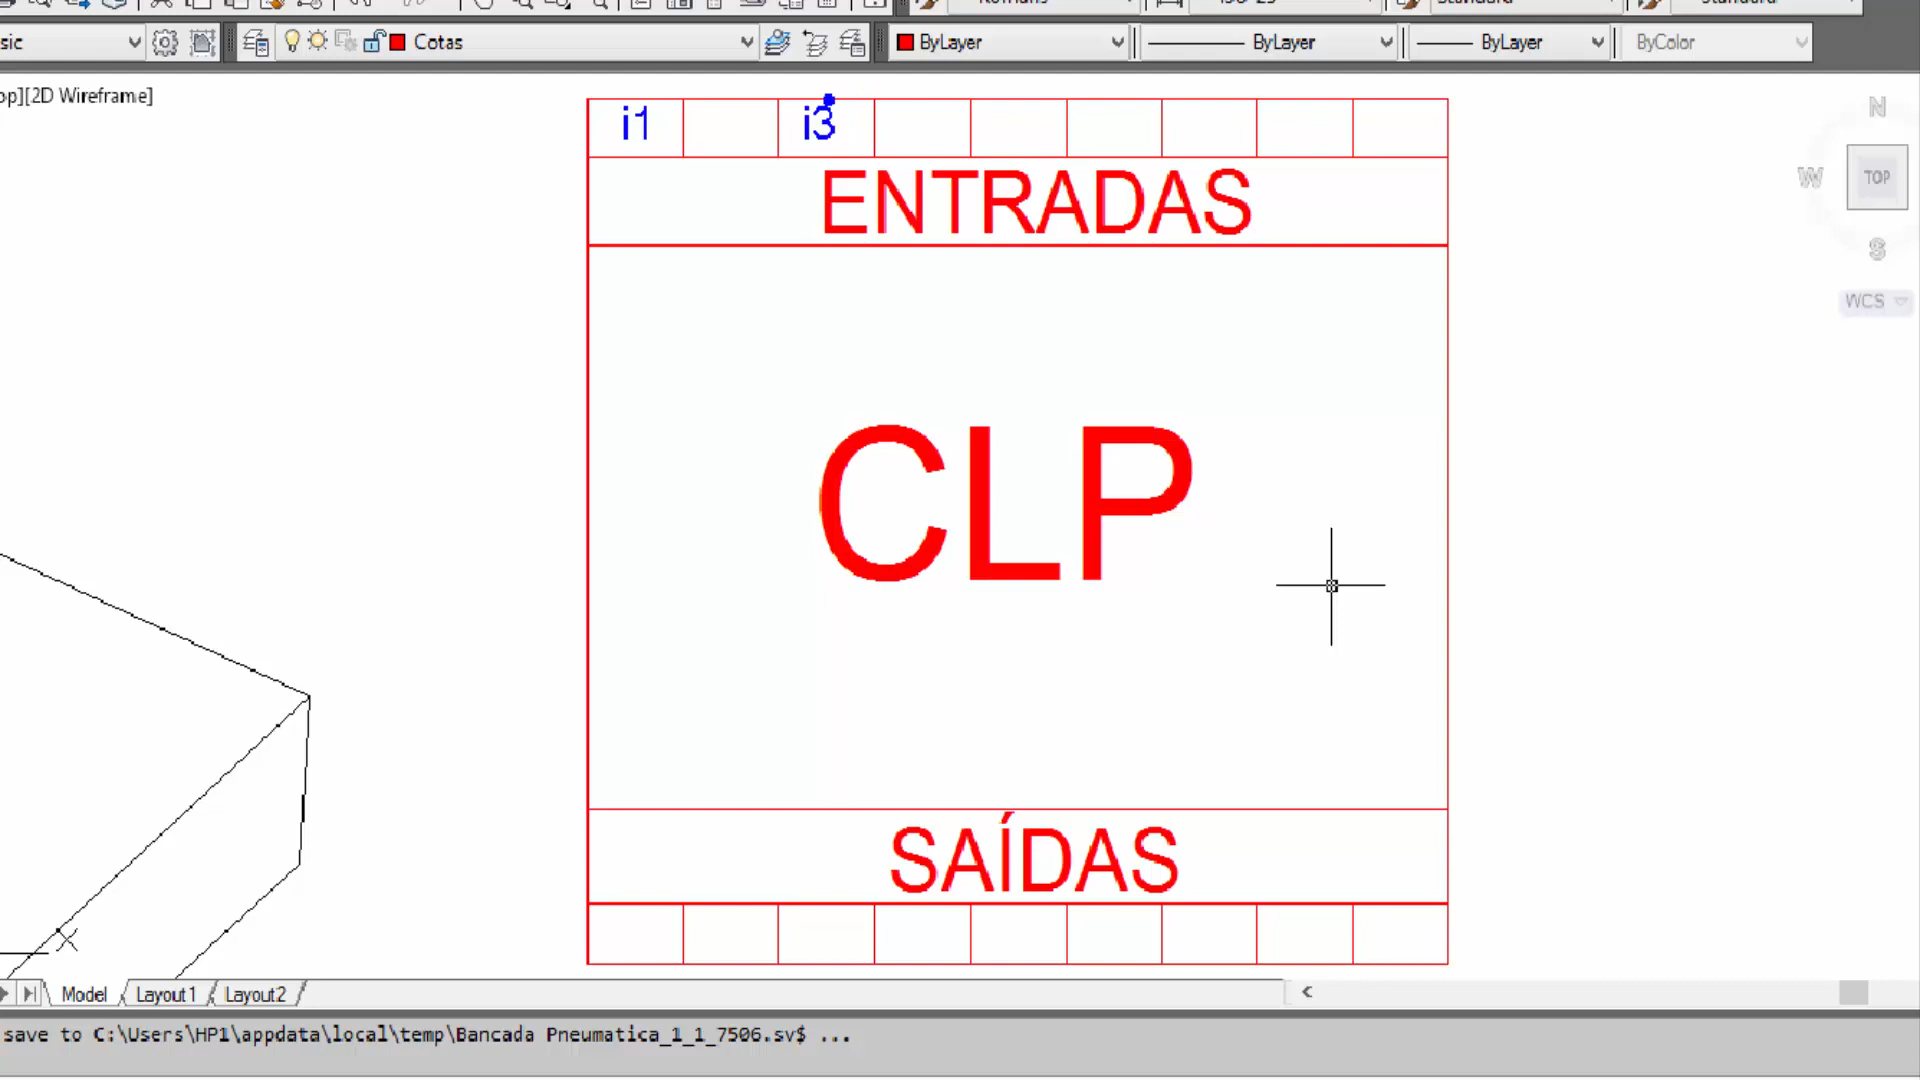 sic
Cotas
ByLayer
ByLayer
ByLayer
ByColor
op][2D Wireframe]
N
i1
i3
W
TOP
ENTRADAS
S
WCS
CLP
SAÍDAS
X
Model
Layout1
Layout2
save to C:\Users\HP1\appdata\local\temp\Bancada Pneumatica_1_1_7506.sv$ ...